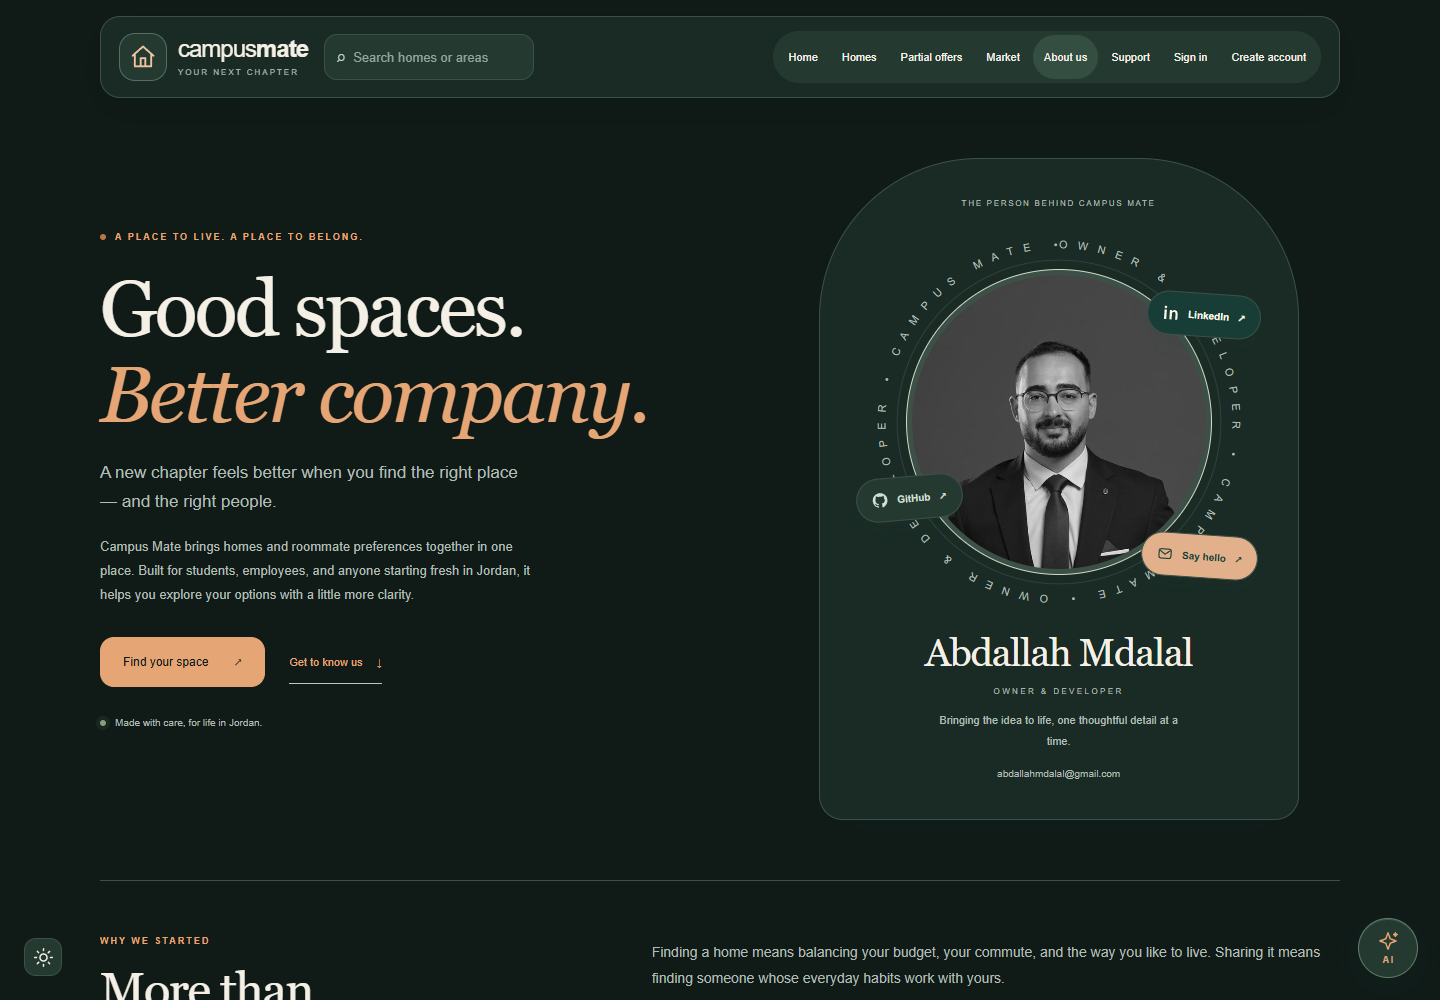 campusmate
YOUR NEXT CHAPTER
Search homes or areas
Home
Homes
Partial offers
Market
About us
Support
Sign in
Create account
A PLACE TO LIVE. A PLACE TO BELONG.
Good spaces.
Better company.
A new chapter feels better when you find the right place
— and the right people.
Campus Mate brings homes and roommate preferences together in one
place. Built for students, employees, and anyone starting fresh in Jordan, it
helps you explore your options with a little more clarity.
Find your space ↗
Get to know us ↓
Made with care, for life in Jordan.
THE PERSON BEHIND CAMPUS MATE
OWNER & ELOPER • CAMP MATE • OWNER & DE LOPER • CAMPUS MATE •
LinkedIn ↗
GitHub ↗
Say hello ↗
Abdallah Mdalal
OWNER & DEVELOPER
Bringing the idea to life, one thoughtful detail at a
time.
abdallahmdalal@gmail.com
WHY WE STARTED
More than
Finding a home means balancing your budget, your commute, and the way you like to live. Sharing it means
finding someone whose everyday habits work with yours.
AI